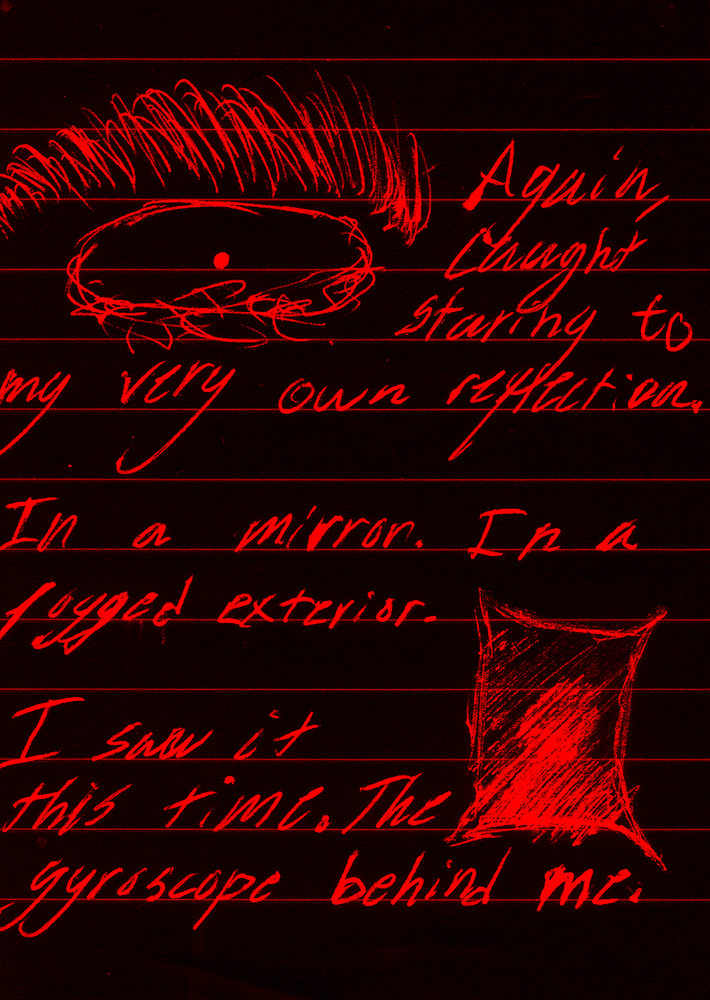 Again,
Caught
staring to
my very own reflection.
In a mirror. In a
fogged exterior.
I saw it
this time. The
gyroscope behind me.